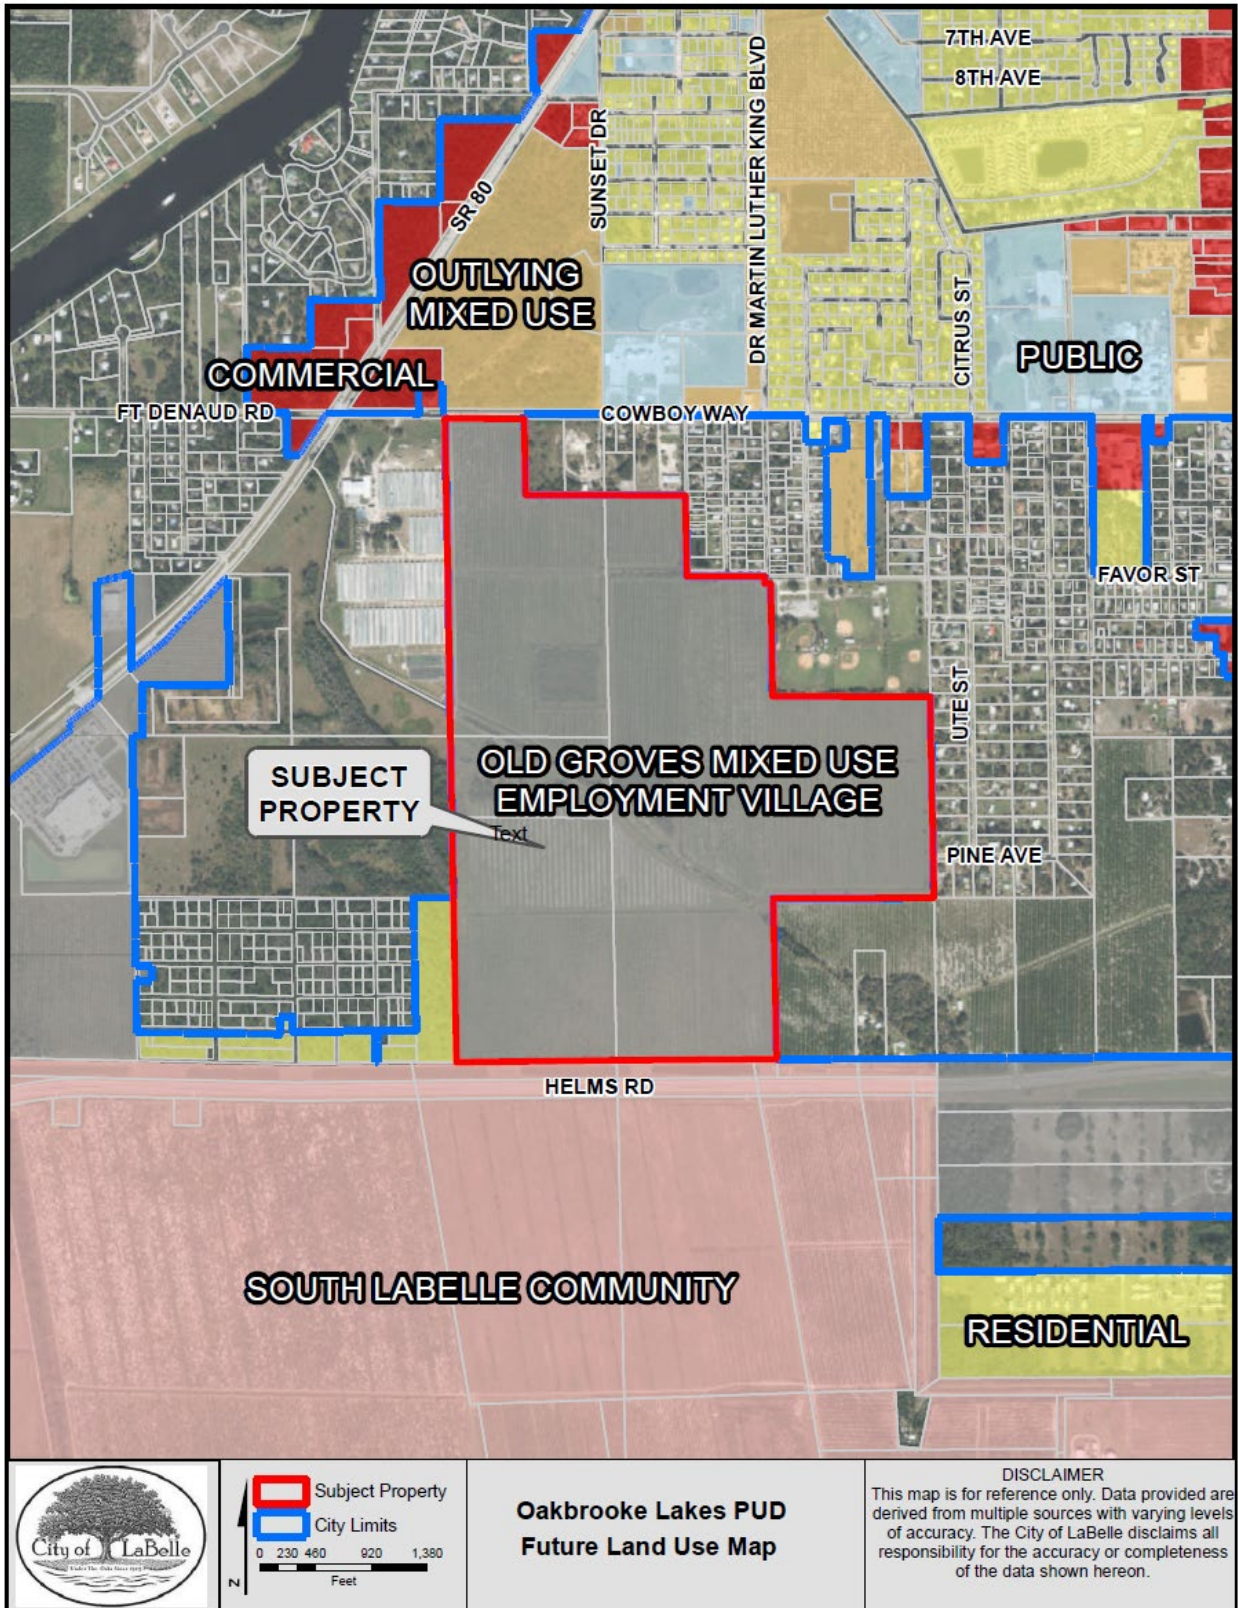 7TH AVE
8TH AVE
SUNSET DR
DR MARTIN LUTHER KING BLVD
SR 80
OUTLYING
MIXED USE
CITRUS ST
PUBLIC
COMMERCIAL
FT DENAUD RD
COWBOY WAY
FAVOR ST
UTE ST
OLD GROVES MIXED USE
EMPLOYMENT VILLAGE
SUBJECT
PROPERTY
Text
PINE AVE
HELMS RD
SOUTH LABELLE COMMUNITY
RESIDENTIAL
City of LaBelle
N
Subject Property
City Limits
0 230 460 920 1,380
Feet
Oakbrooke Lakes PUD
Future Land Use Map
DISCLAIMER
This map is for reference only. Data provided are
derived from multiple sources with varying levels
of accuracy. The City of LaBelle disclaims all
responsibility for the accuracy or completeness
of the data shown hereon.